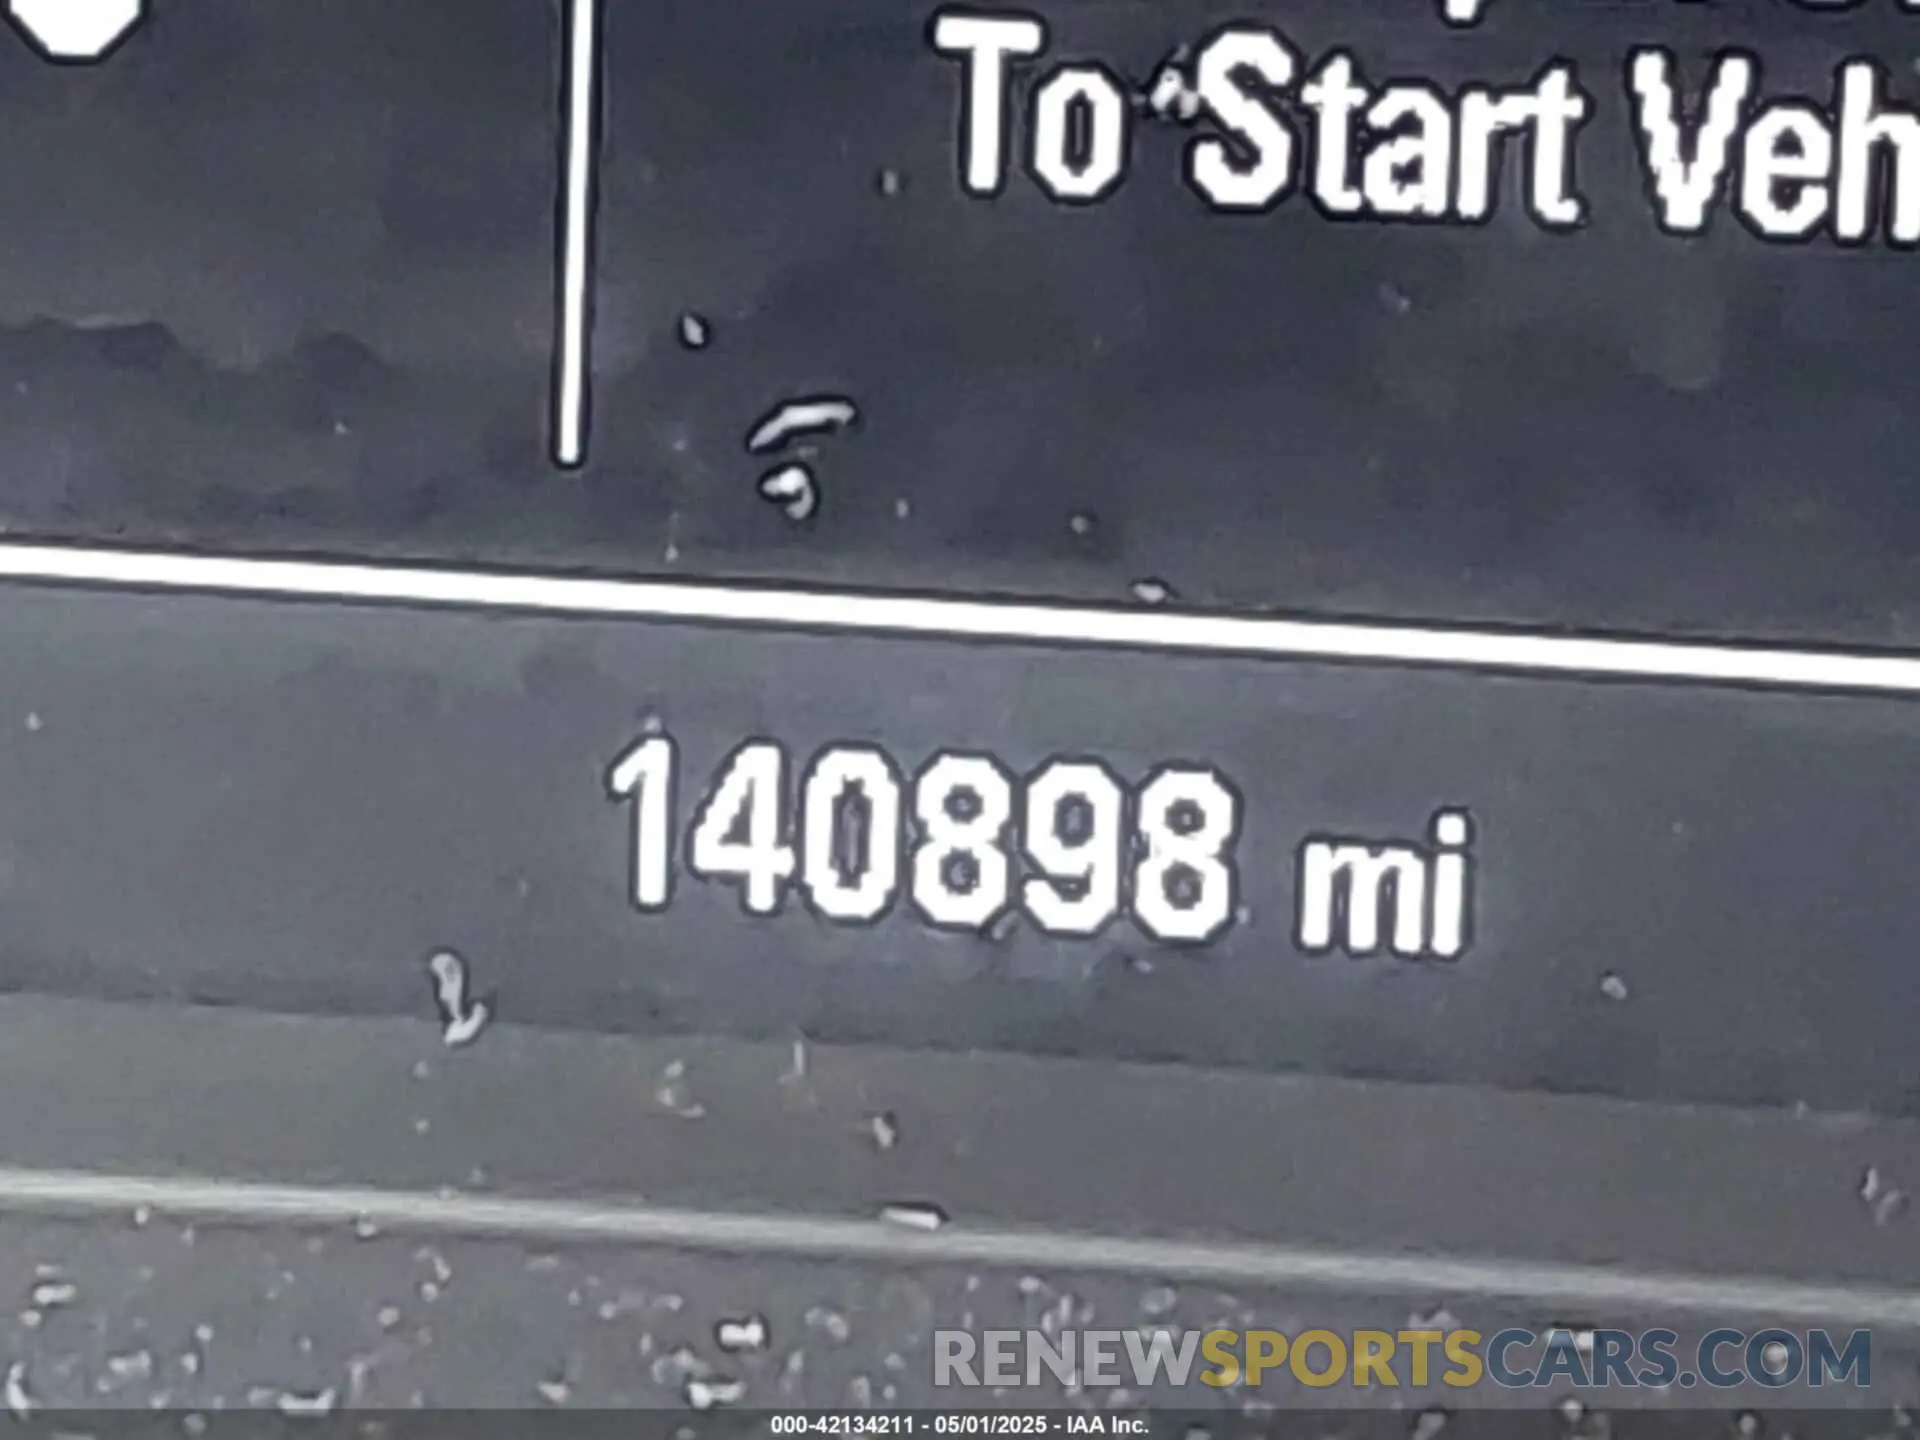 To Start Veh
140898 mi
RENEWSPORTSCARS.COM
000-42134211 - 05/01/2025 - IAA Inc.